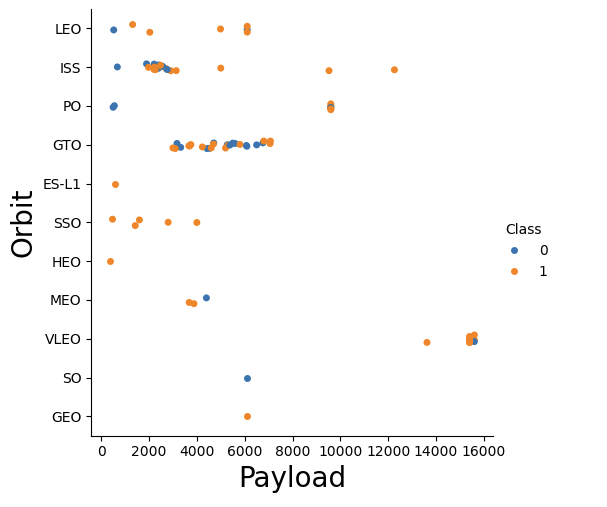 LEO
ISS
PO
GTO
ES-L1
SSO
HEO
MEO
VLEO
SO
GEO
Orbit
0 2000 4000 6000 8000 10000 12000 14000 16000
Payload
Class
0
1